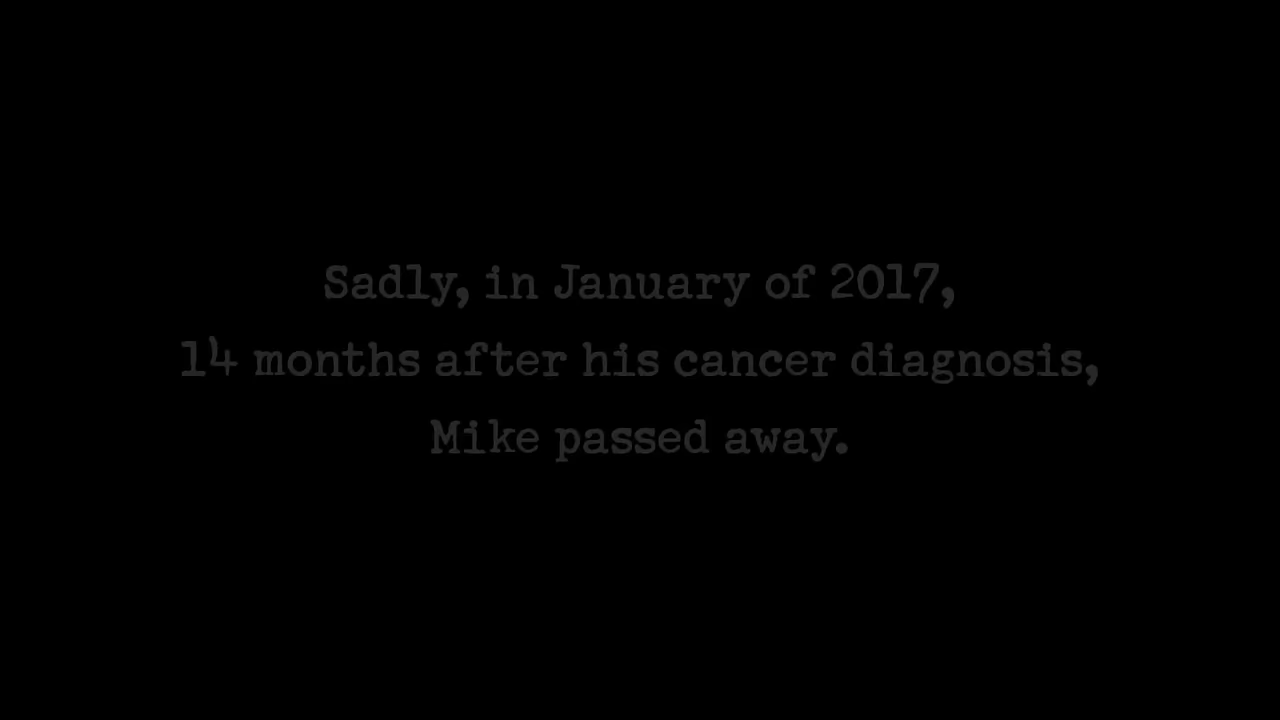 Sadly, in January of 2017,
14 months after his cancer diagnosis,
Mike passed away.